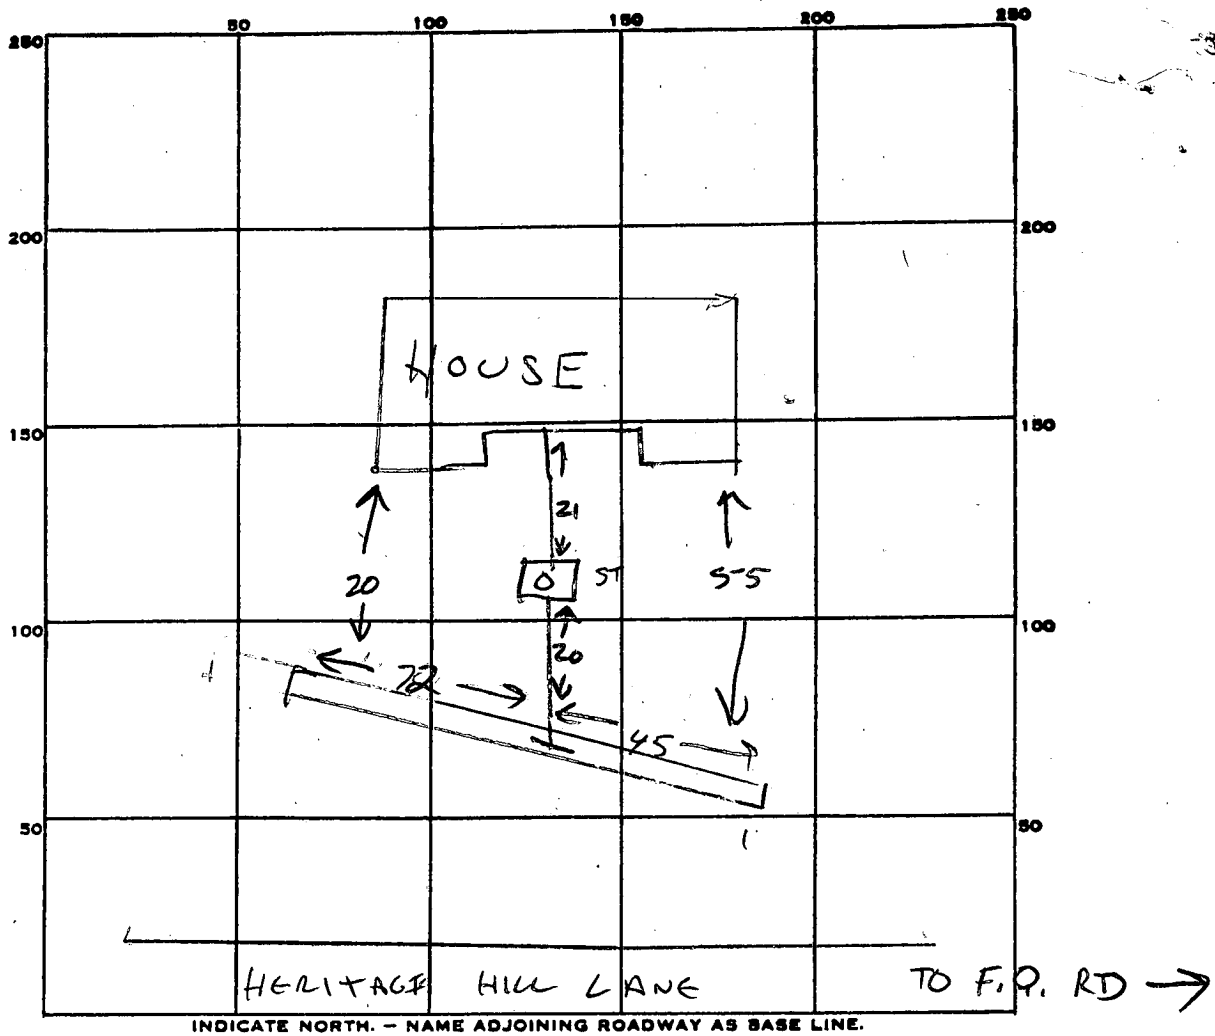 50 100 150 200 250
250
200 200
HOUSE
150 150
21
ST
20 55
100 100
20
72
45
50 50
HERITAGE HILL LANE TO F.Q. RD →
INDICATE NORTH. — NAME ADJOINING ROADWAY AS BASE LINE.